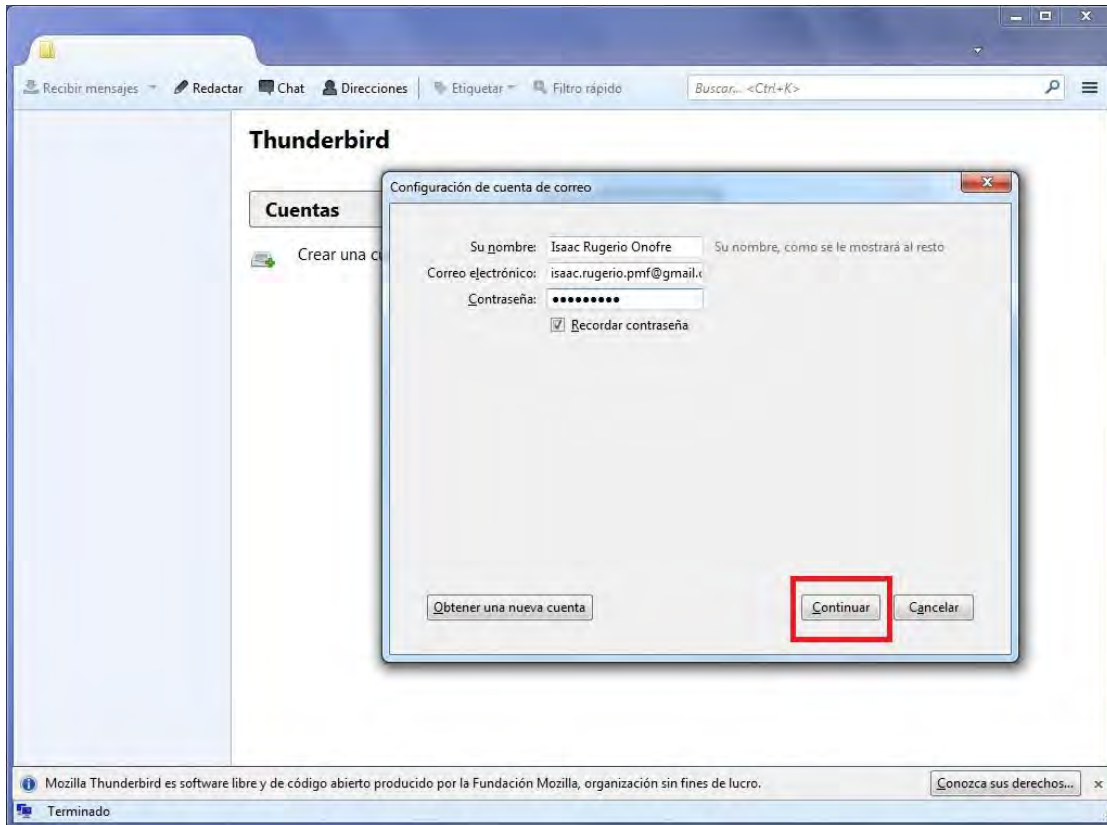 Recibir mensajes Redactar Chat Direcciones Etiquetar Filtro rápido Buscar... <Ctrl+K>
Thunderbird
Configuración de cuenta de correo
Cuentas
Crear una cu
Su nombre: Isaac Rugerio Onofre Su nombre, como se le mostrará al resto
Correo electrónico: isaac.rugerio.pmf@gmail.c
Contraseña: •••••••••
Recordar contraseña
Obtener una nueva cuenta Continuar Cancelar
Mozilla Thunderbird es software libre y de código abierto producido por la Fundación Mozilla, organización sin fines de lucro. Conozca sus derechos...
Terminado